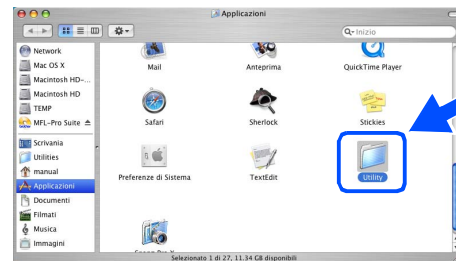 Applicazioni
Inizio
Network
Mac OS X
Macintosh HD-...
Macintosh HD
TEMP
MFL-Pro Suite
Scrivania
Utilities
manual
Applicazioni
Documenti
Filmati
Musica
Immagini
Mail
Anteprima
QuickTime Player
Safari
Sherlock
Stickies
Preferenze di Sistema
TextEdit
Utility
Selezionato 1 di 27, 11.34 GB disponibili